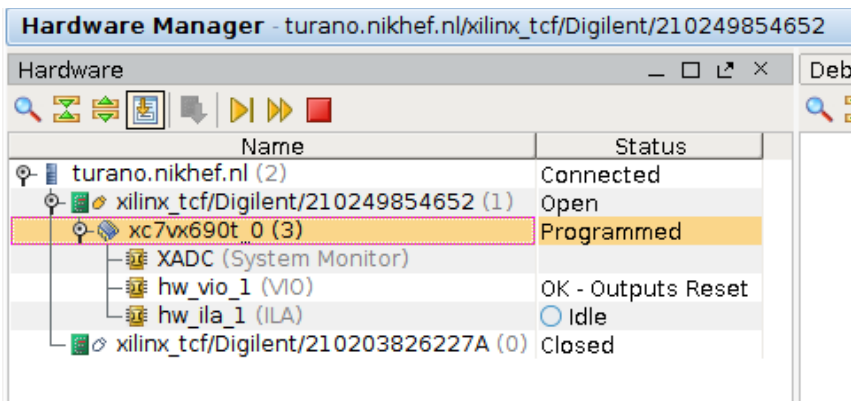 Hardware Manager - turano.nikhef.nl/xilinx_tcf/Digilent/210249854652
Hardware
Deb
Name Status
turano.nikhef.nl (2) Connected
xilinx_tcf/Digilent/210249854652 (1) Open
xc7vx690t_0 (3) Programmed
XADC (System Monitor)
hw_vio_1 (VIO) OK - Outputs Reset
hw_ila_1 (ILA) Idle
xilinx_tcf/Digilent/210203826227A (0) Closed